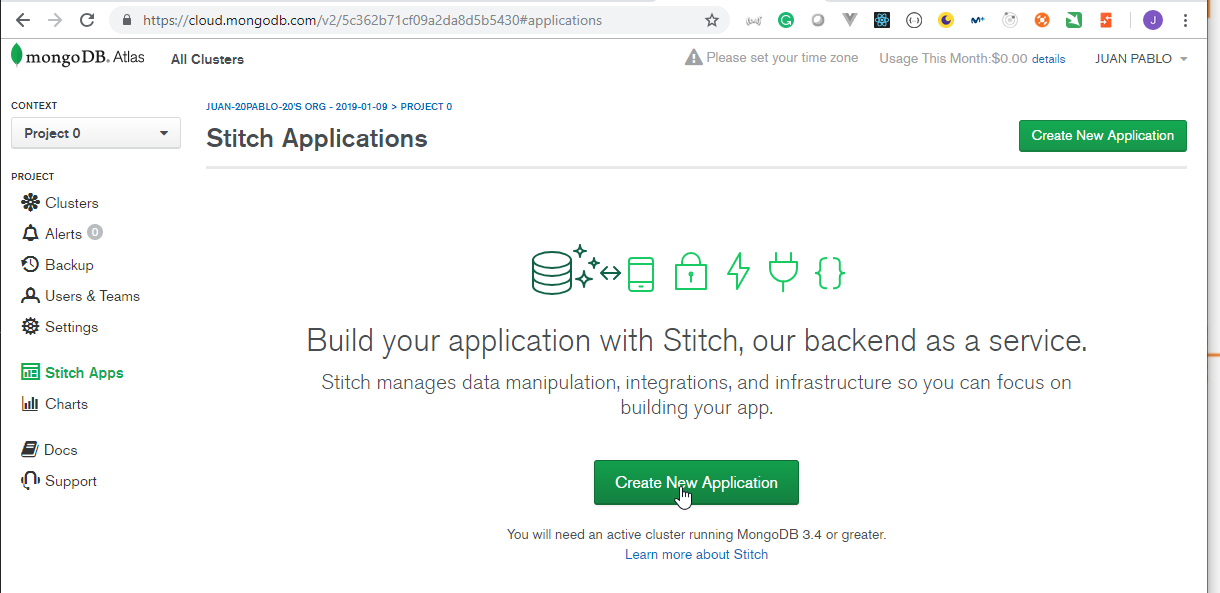 https://cloud.mongodb.com/v2/5c362b71cf09a2da8d5b5430#applications
J
mongoDB. Atlas
All Clusters
Please set your time zone
Usage This Month:$0.00 details
JUAN PABLO
CONTEXT
Project 0
PROJECT
Clusters
Alerts 0
Backup
Users & Teams
Settings
Stitch Apps
Charts
Docs
Support
JUAN-20PABLO-20'S ORG - 2019-01-09 > PROJECT 0
Stitch Applications
Create New Application
Build your application with Stitch, our backend as a service.
Stitch manages data manipulation, integrations, and infrastructure so you can focus on
building your app.
Create New Application
You will need an active cluster running MongoDB 3.4 or greater.
Learn more about Stitch